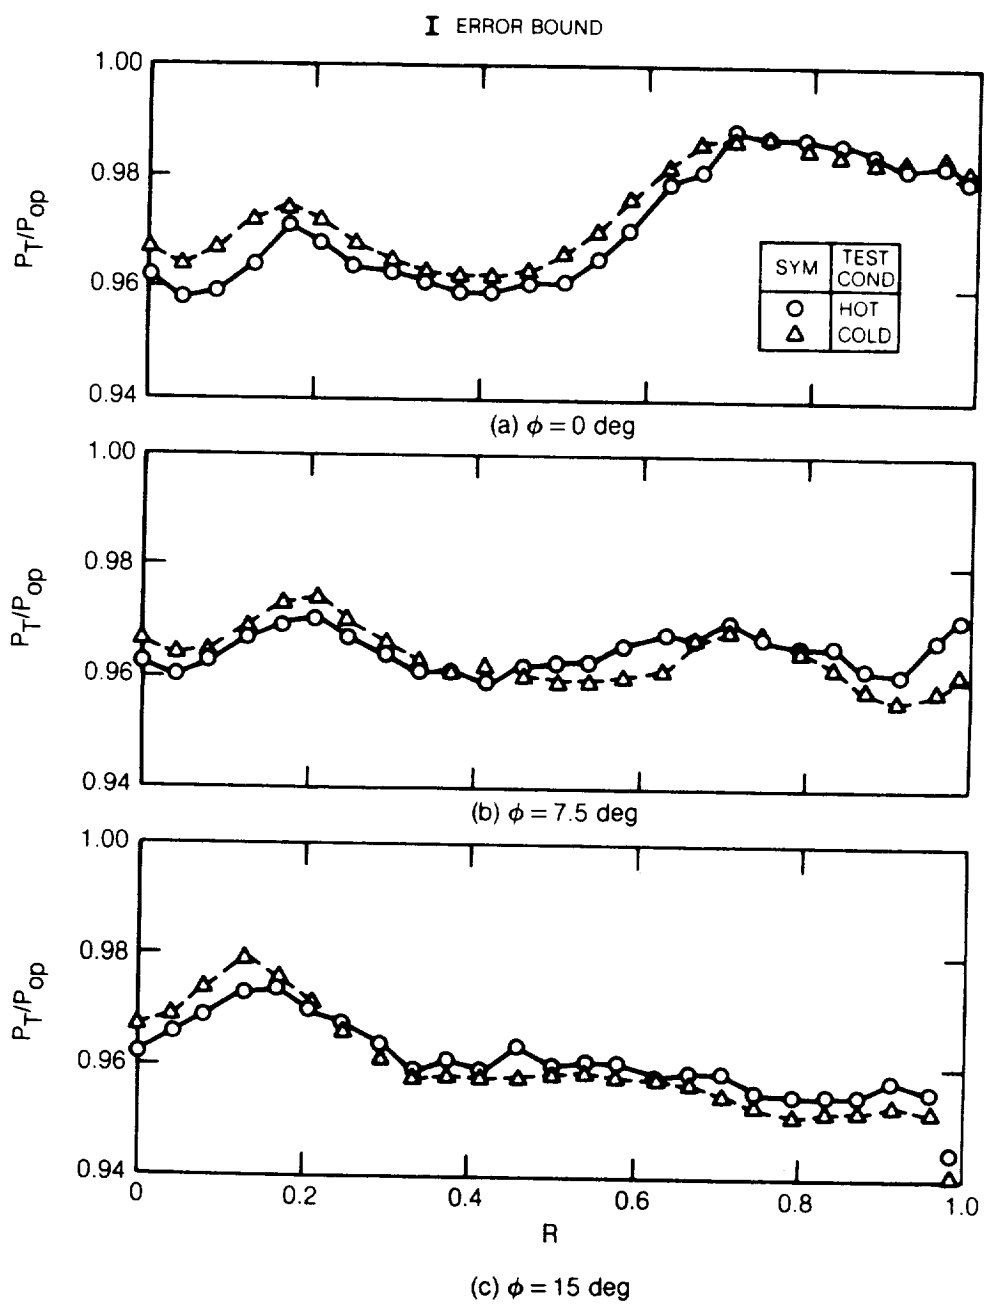 I ERROR BOUND
1.00
0.98
0.96
0.94
P_T/P_op
SYM TEST COND
○ HOT
△ COLD
(a) ϕ = 0 deg
1.00
0.98
0.96
0.94
P_T/P_op
(b) ϕ = 7.5 deg
1.00
0.98
0.96
0.94
P_T/P_op
0 0.2 0.4 0.6 0.8 1.0
R
(c) ϕ = 15 deg